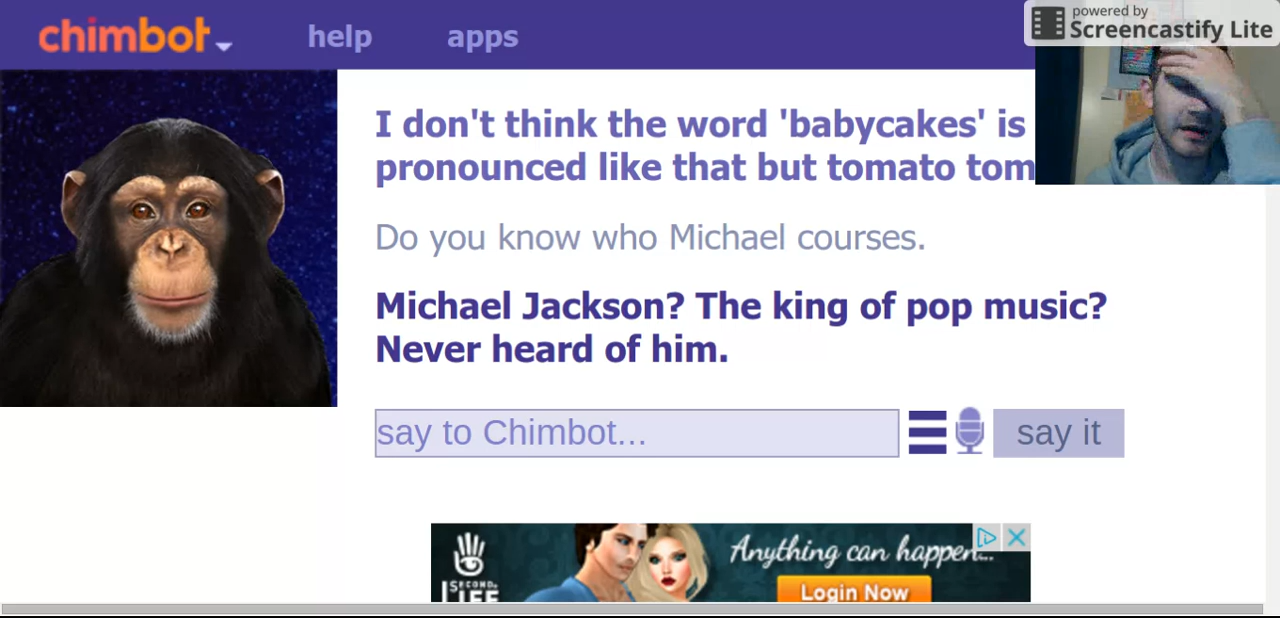 chimbot
help
apps
powered by
Screencastify Lite
I don't think the word 'babycakes' is
pronounced like that but tomato tom
Do you know who Michael courses.
Michael Jackson? The king of pop music?
Never heard of him.
say to Chimbot...
say it
Anything can happen...
SECOND
LIFE
Login Now